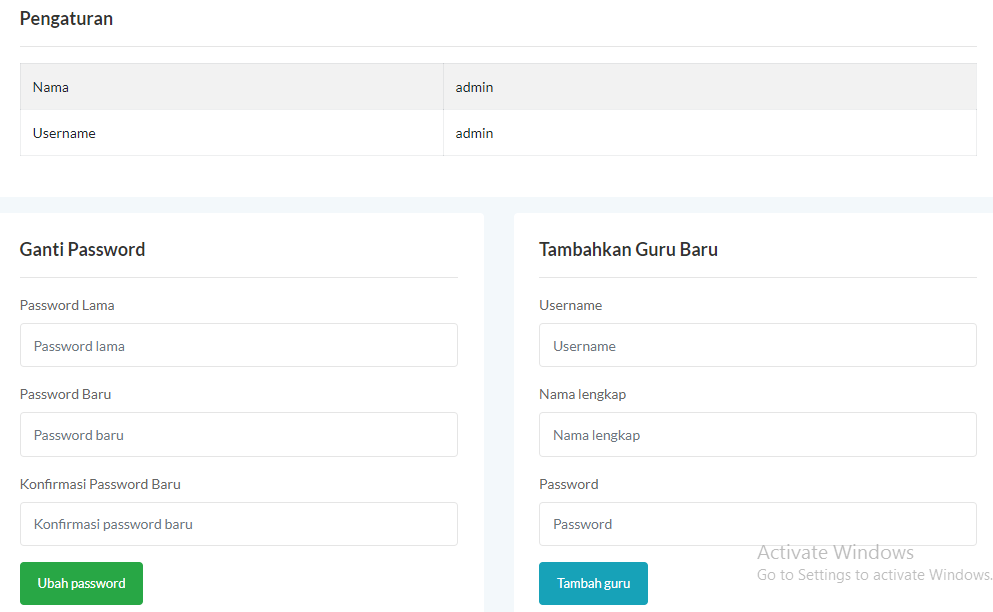 Pengaturan
Nama admin
Username admin
Ganti Password
Password Lama
Password lama
Password Baru
Password baru
Konfirmasi Password Baru
Konfirmasi password baru
Ubah password
Tambahkan Guru Baru
Username
Username
Nama lengkap
Nama lengkap
Password
Password
Tambah guru
Activate Windows
Go to Settings to activate Windows.